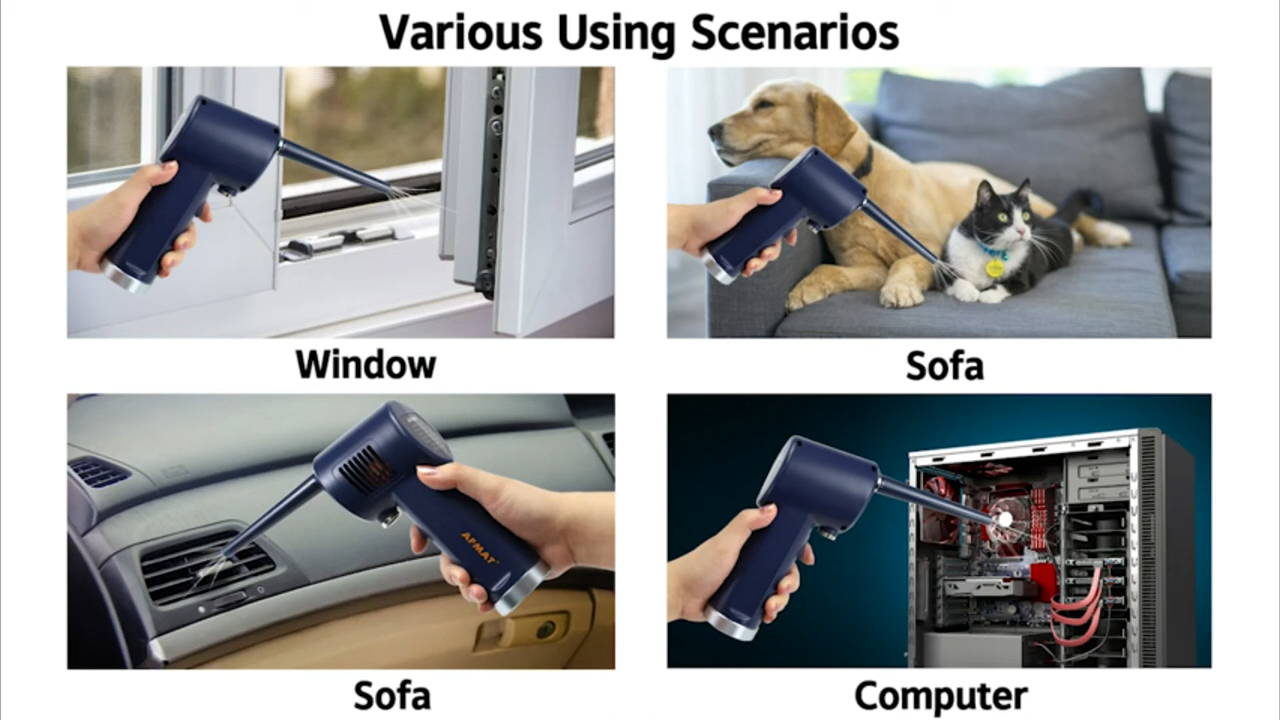 Various Using Scenarios
Window
Sofa
AFMAT
Sofa
Computer